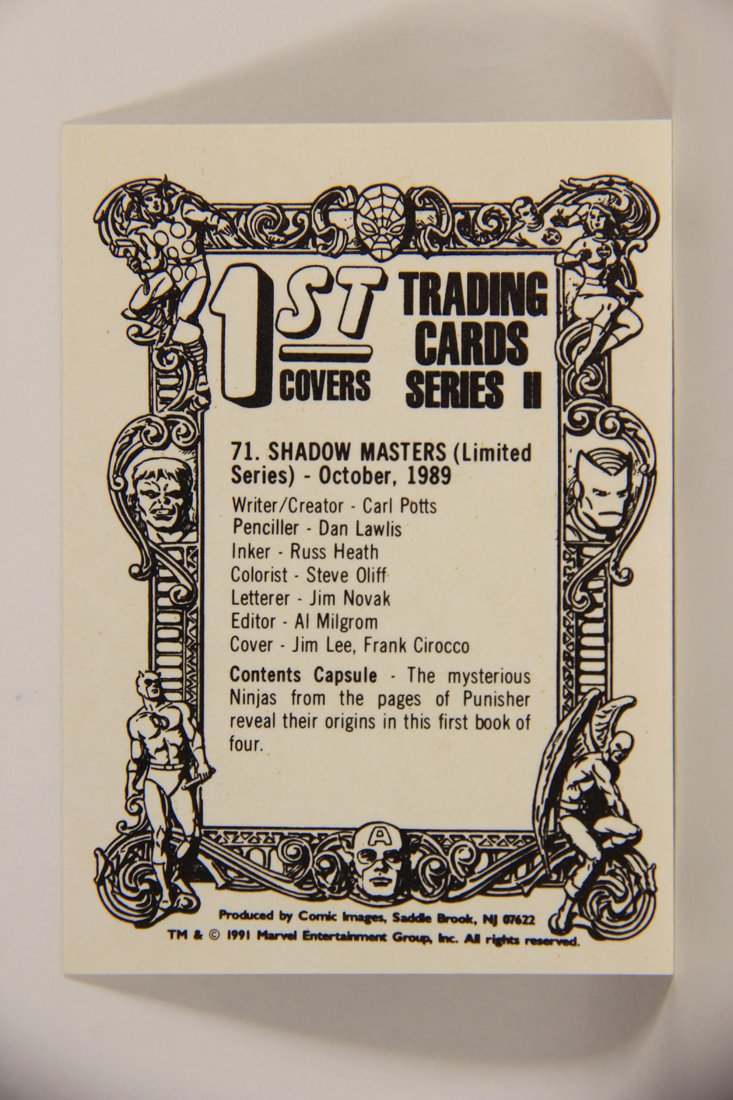 1ST COVERS
TRADING CARDS SERIES II
71. SHADOW MASTERS (Limited
Series) - October, 1989
Writer/Creator - Carl Potts
Penciller - Dan Lawlis
Inker - Russ Heath
Colorist - Steve Oliff
Letterer - Jim Novak
Editor - Al Milgrom
Cover - Jim Lee, Frank Cirocco
Contents Capsule - The mysterious
Ninjas from the pages of Punisher
reveal their origins in this first book of
four.
A
Produced by Comic Images, Saddle Brook, NJ 07622
TM & © 1991 Marvel Entertainment Group, Inc. All rights reserved.